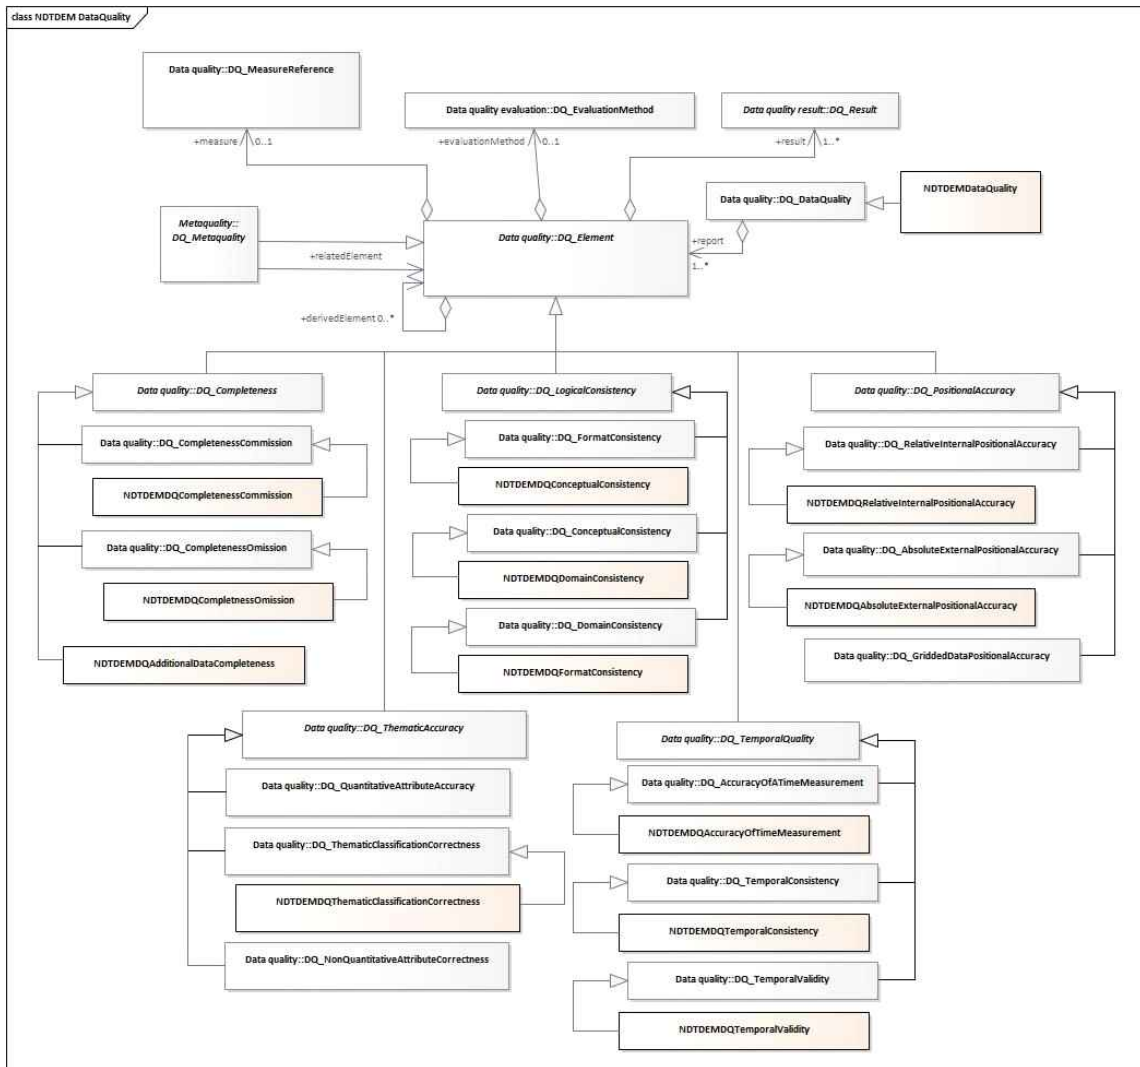 class NDTDEM DataQuality
Data quality::DQ_MeasureReference
Data quality evaluation::DQ_EvaluationMethod
Data quality result::DQ_Result
+measure
0..1
+evaluationMethod
0..1
+result
1..*
NDTDEMDataQuality
Data quality::DQ_DataQuality
Metaquality::
DQ_Metaquality
Data quality::DQ_Element
+report
1..*
+relatedElement
+derivedElement 0..*
Data quality::DQ_Completeness
Data quality::DQ_CompletenessCommission
NDTDEMDQCompletenessCommission
Data quality::DQ_CompletenessOmission
NDTDEMDQCompletnessOmission
NDTDEMDQAdditionalDataCompleteness
Data quality::DQ_LogicalConsistency
Data quality::DQ_FormatConsistency
NDTDEMDQConceptualConsistency
Data quality::DQ_ConceptualConsistency
NDTDEMDQDomainConsistency
Data quality::DQ_DomainConsistency
NDTDEMDQFormatConsistency
Data quality::DQ_PositionalAccuracy
Data quality::DQ_RelativeInternalPositionalAccuracy
NDTDEMDQRelativeInternalPositionalAccuracy
Data quality::DQ_AbsoluteExternalPositionalAccuracy
NDTDEMDQAbsoluteExternalPositionalAccuracy
Data quality::DQ_GriddedDataPositionalAccuracy
Data quality::DQ_ThematicAccuracy
Data quality::DQ_QuantitativeAttributeAccuracy
Data quality::DQ_ThematicClassificationCorrectness
NDTDEMDQThematicClassificationCorrectness
Data quality::DQ_NonQuantitativeAttributeCorrectness
Data quality::DQ_TemporalQuality
Data quality::DQ_AccuracyOfATimeMeasurement
NDTDEMDQAccuracyOfTimeMeasurement
Data quality::DQ_TemporalConsistency
NDTDEMDQTemporalConsistency
Data quality::DQ_TemporalValidity
NDTDEMDQTemporalValidity